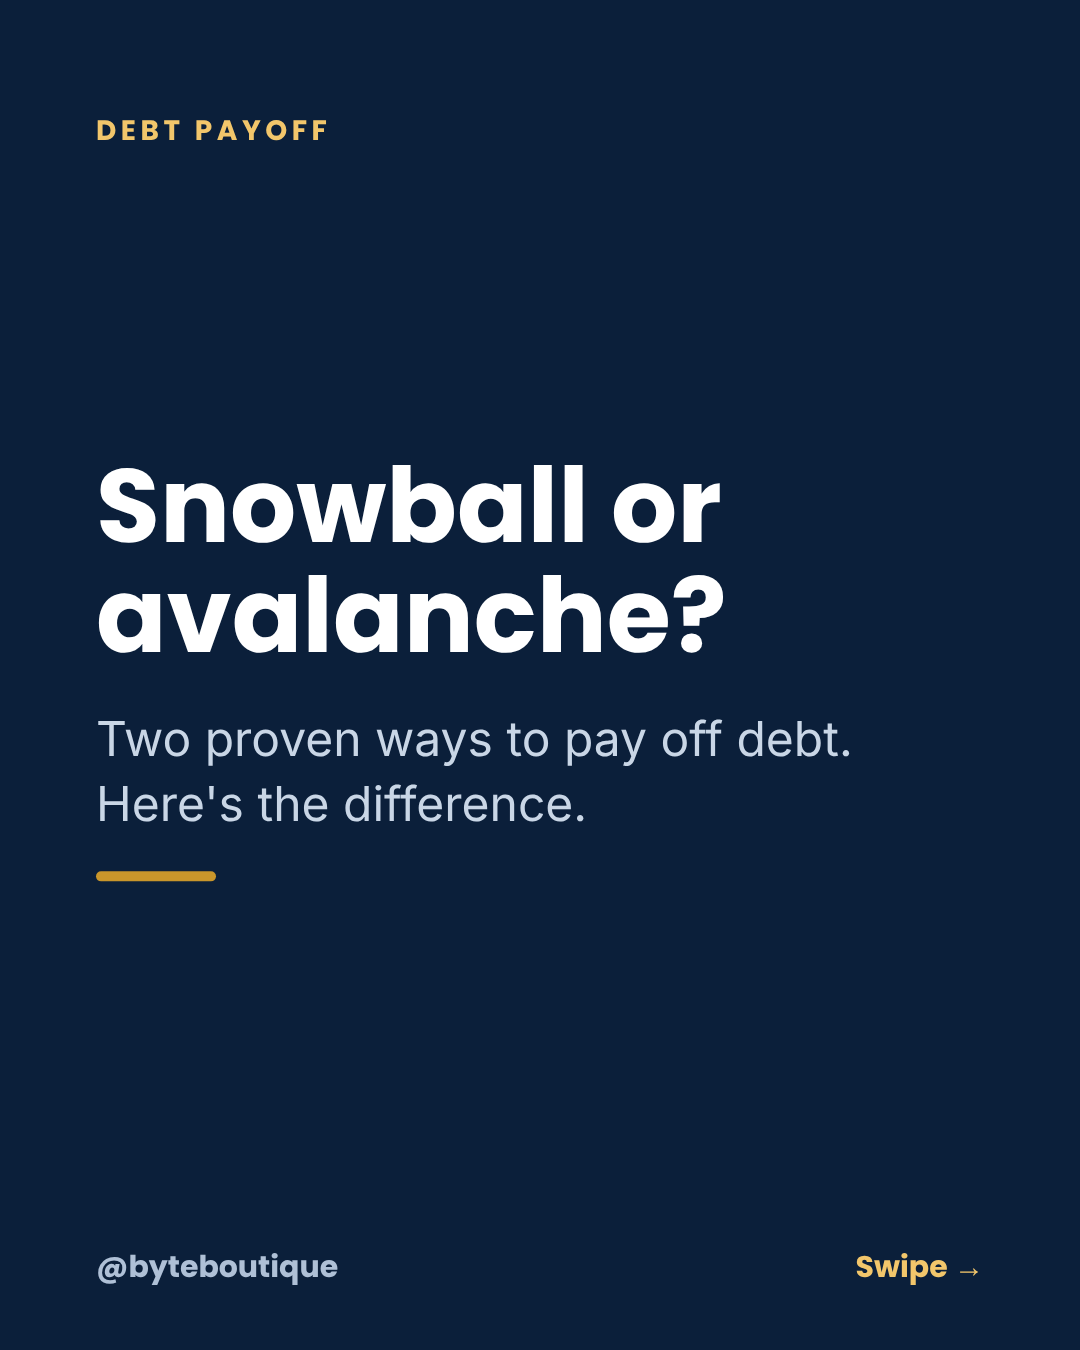 DEBT PAYOFF
Snowball or
avalanche?
Two proven ways to pay off debt.
Here's the difference.
@byteboutique
Swipe →